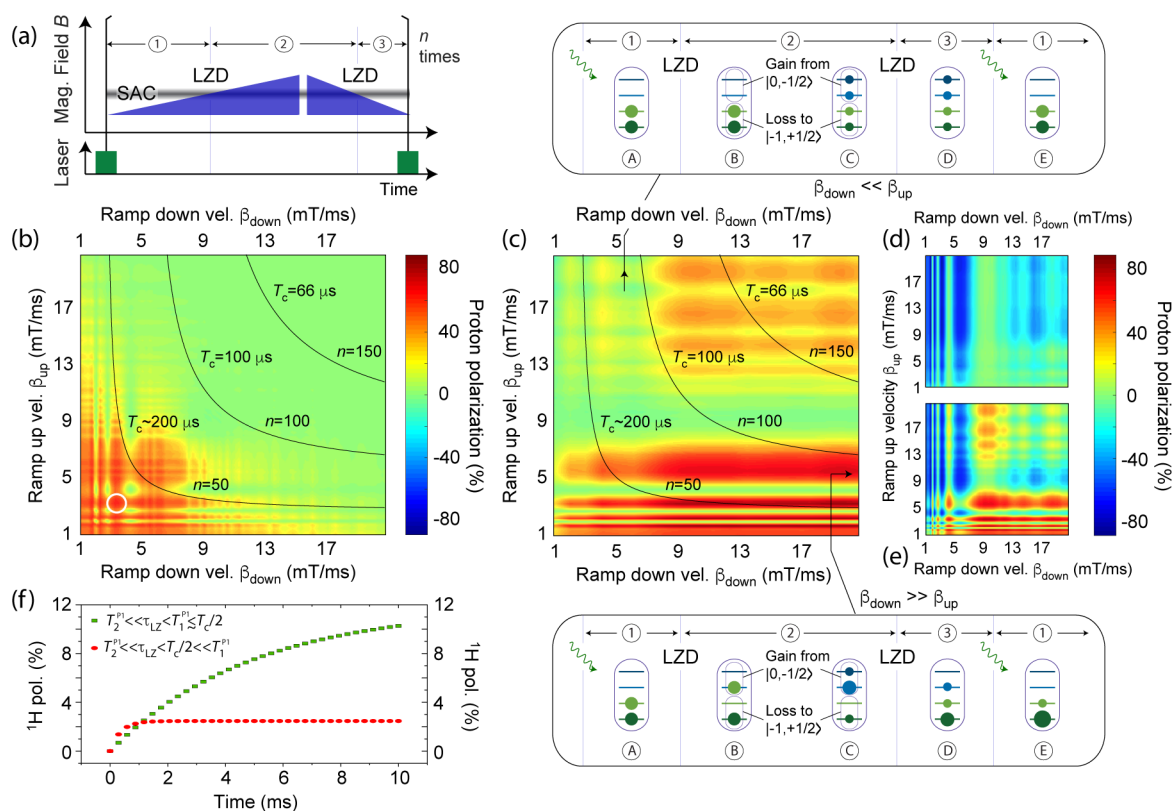 (a)
Mag. Field B
Laser
① ② ③
n
times
LZD LZD
SAC
Time
① ② ③ ①
LZD LZD
Gain from
|0,-1/2⟩
Loss to
|-1,+1/2⟩
Ⓐ Ⓑ Ⓒ Ⓓ Ⓔ
β_down << β_up
(b)
Ramp down vel. β_down (mT/ms)
1 5 9 13 17
Ramp up vel. β_up (mT/ms)
17
13
9
5
1
T_c=66 µs
n=150
T_c=100 µs
n=100
T_c~200 µs
n=50
1 5 9 13 17
Ramp down vel. β_down (mT/ms)
80
40
0
-40
-80
Proton polarization (%)
(c)
Ramp down vel. β_down (mT/ms)
1 5 9 13 17
Ramp up vel. β_up (mT/ms)
17
13
9
5
1
T_c=66 µs
n=150
T_c=100 µs
n=100
T_c~200 µs
n=50
1 5 9 13 17
Ramp down vel. β_down (mT/ms)
(d)
Ramp down vel. β_down (mT/ms)
1 5 9 13 17
Ramp up velocity β_up (mT/ms)
17
13
9
5
1
17
13
9
5
1
1 5 9 13 17
(e)
Ramp down vel. β_down (mT/ms)
80
40
0
-40
-80
Proton polarization (%)
β_down >> β_up
① ② ③ ①
LZD LZD
Gain from
|0,-1/2⟩
Loss to
|-1,+1/2⟩
Ⓐ Ⓑ Ⓒ Ⓓ Ⓔ
(f)
¹H pol. (%)
12
8
4
0
T₂^P1<<τ_LZ<T₁^P1≲T_c/2
T₂^P1<<τ_LZ<T_c/2<<T₁^P1
12
8
4
0
¹H pol. (%)
0 2 4 6 8 10
Time (ms)